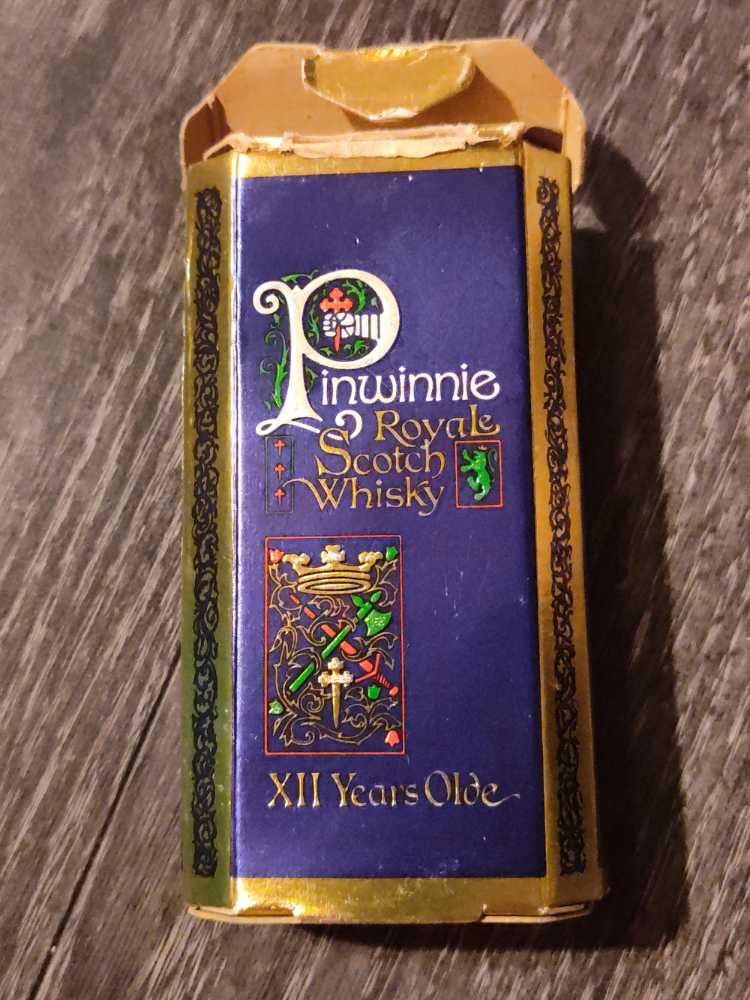 Pinwinnie
Royale
Scotch
Whisky
XII Years Olde